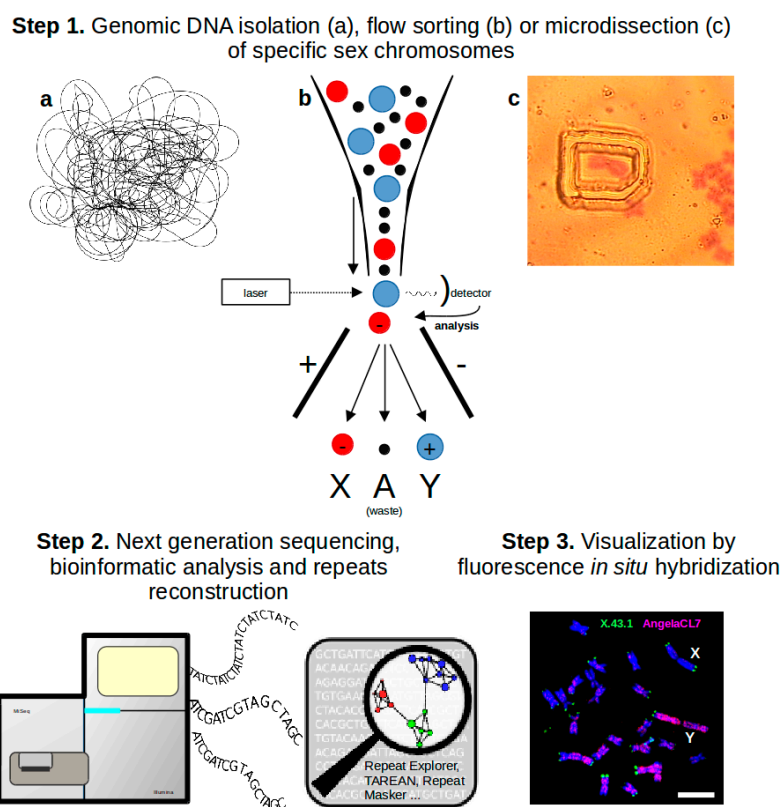 Step 1. Genomic DNA isolation (a), flow sorting (b) or microdissection (c)
of specific sex chromosomes
a
b
c
laser
detector
analysis
-
+
-
-
+
X A Y
(waste)
Step 2. Next generation sequencing,
bioinformatic analysis and repeats
reconstruction
Step 3. Visualization by
fluorescence in situ hybridization
MiSeq
Illumina
ATCGATCGTAGCTAGC
Repeat Explorer,
TAREAN, Repeat
Masker ...
X.43.1 AngelaCL7
X
Y